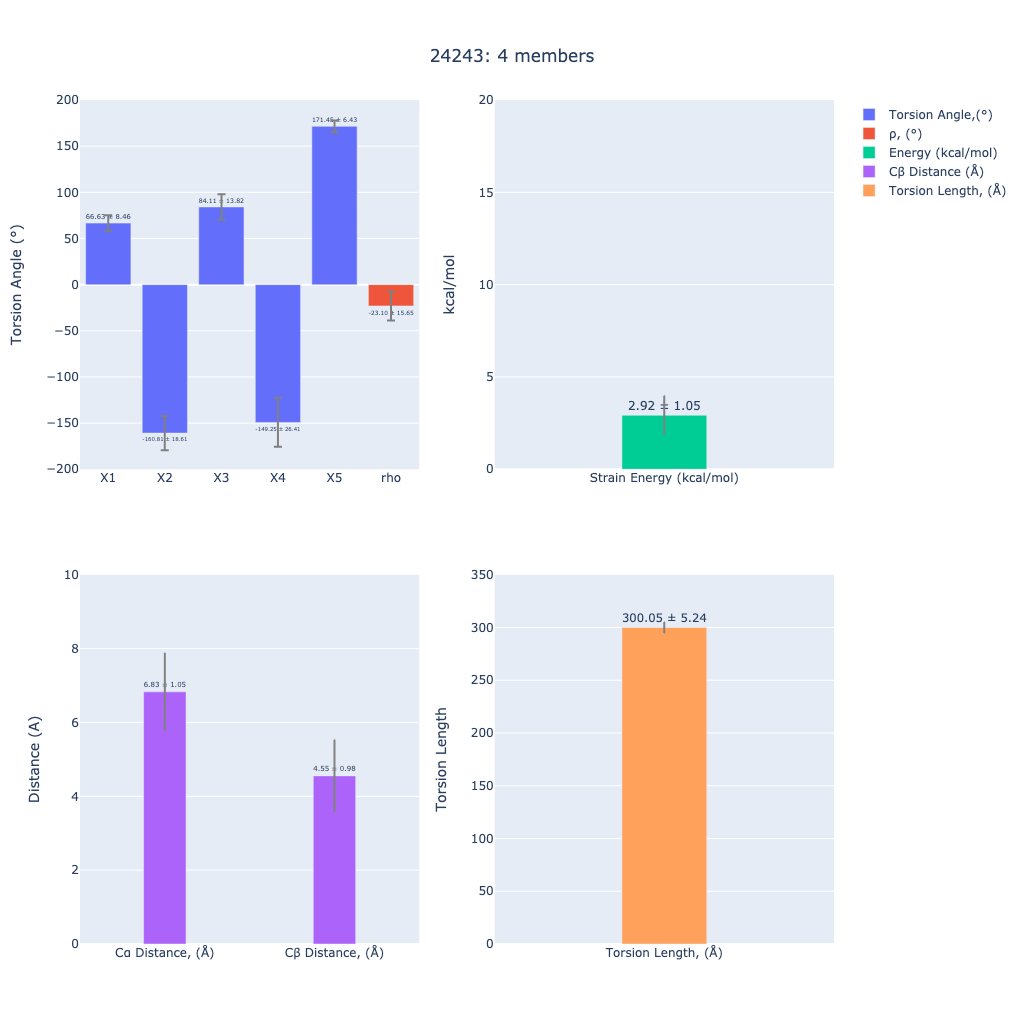 24243: 4 members
200
150
100
50
0
−50
−100
−150
−200
Torsion Angle (°)
66.63 ± 8.46
-160.61 ± 18.61
84.11 ± 13.82
-149.25 ± 26.41
171.45 ± 6.43
-23.10 ± 15.65
X1
X2
X3
X4
X5
rho
20
15
10
5
0
kcal/mol
2.92 ± 1.05
Strain Energy (kcal/mol)
Torsion Angle,(°)
ρ, (°)
Energy (kcal/mol)
Cβ Distance (Å)
Torsion Length, (Å)
10
8
6
4
2
0
Distance (A)
6.83 ± 1.05
4.55 ± 0.98
Cα Distance, (Å)
Cβ Distance, (Å)
350
300
250
200
150
100
50
0
Torsion Length
300.05 ± 5.24
Torsion Length, (Å)